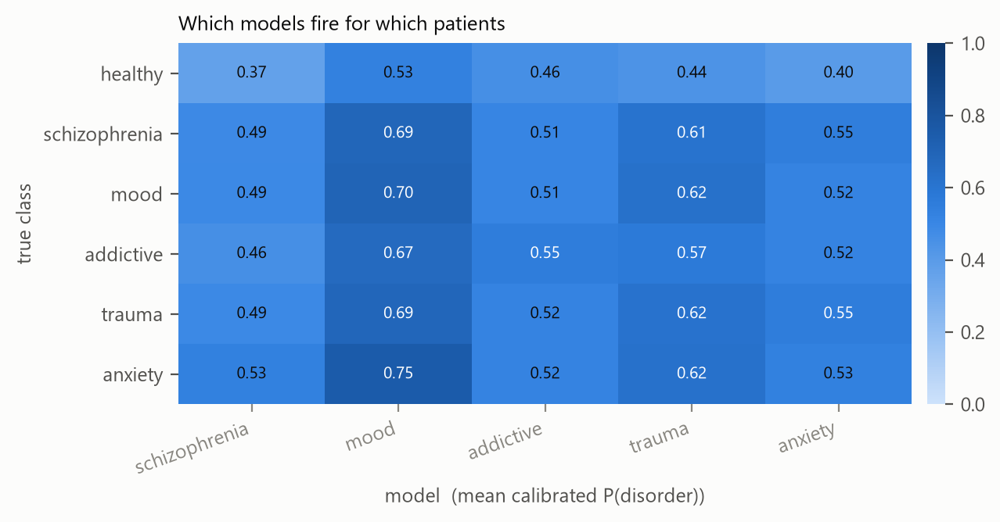 Which models fire for which patients
healthy 0.37 0.53 0.46 0.44 0.40
schizophrenia 0.49 0.69 0.51 0.61 0.55
mood 0.49 0.70 0.51 0.62 0.52
addictive 0.46 0.67 0.55 0.57 0.52
trauma 0.49 0.69 0.52 0.62 0.55
anxiety 0.53 0.75 0.52 0.62 0.53
true class
schizophrenia mood addictive trauma anxiety
model (mean calibrated P(disorder))
1.0
0.8
0.6
0.4
0.2
0.0